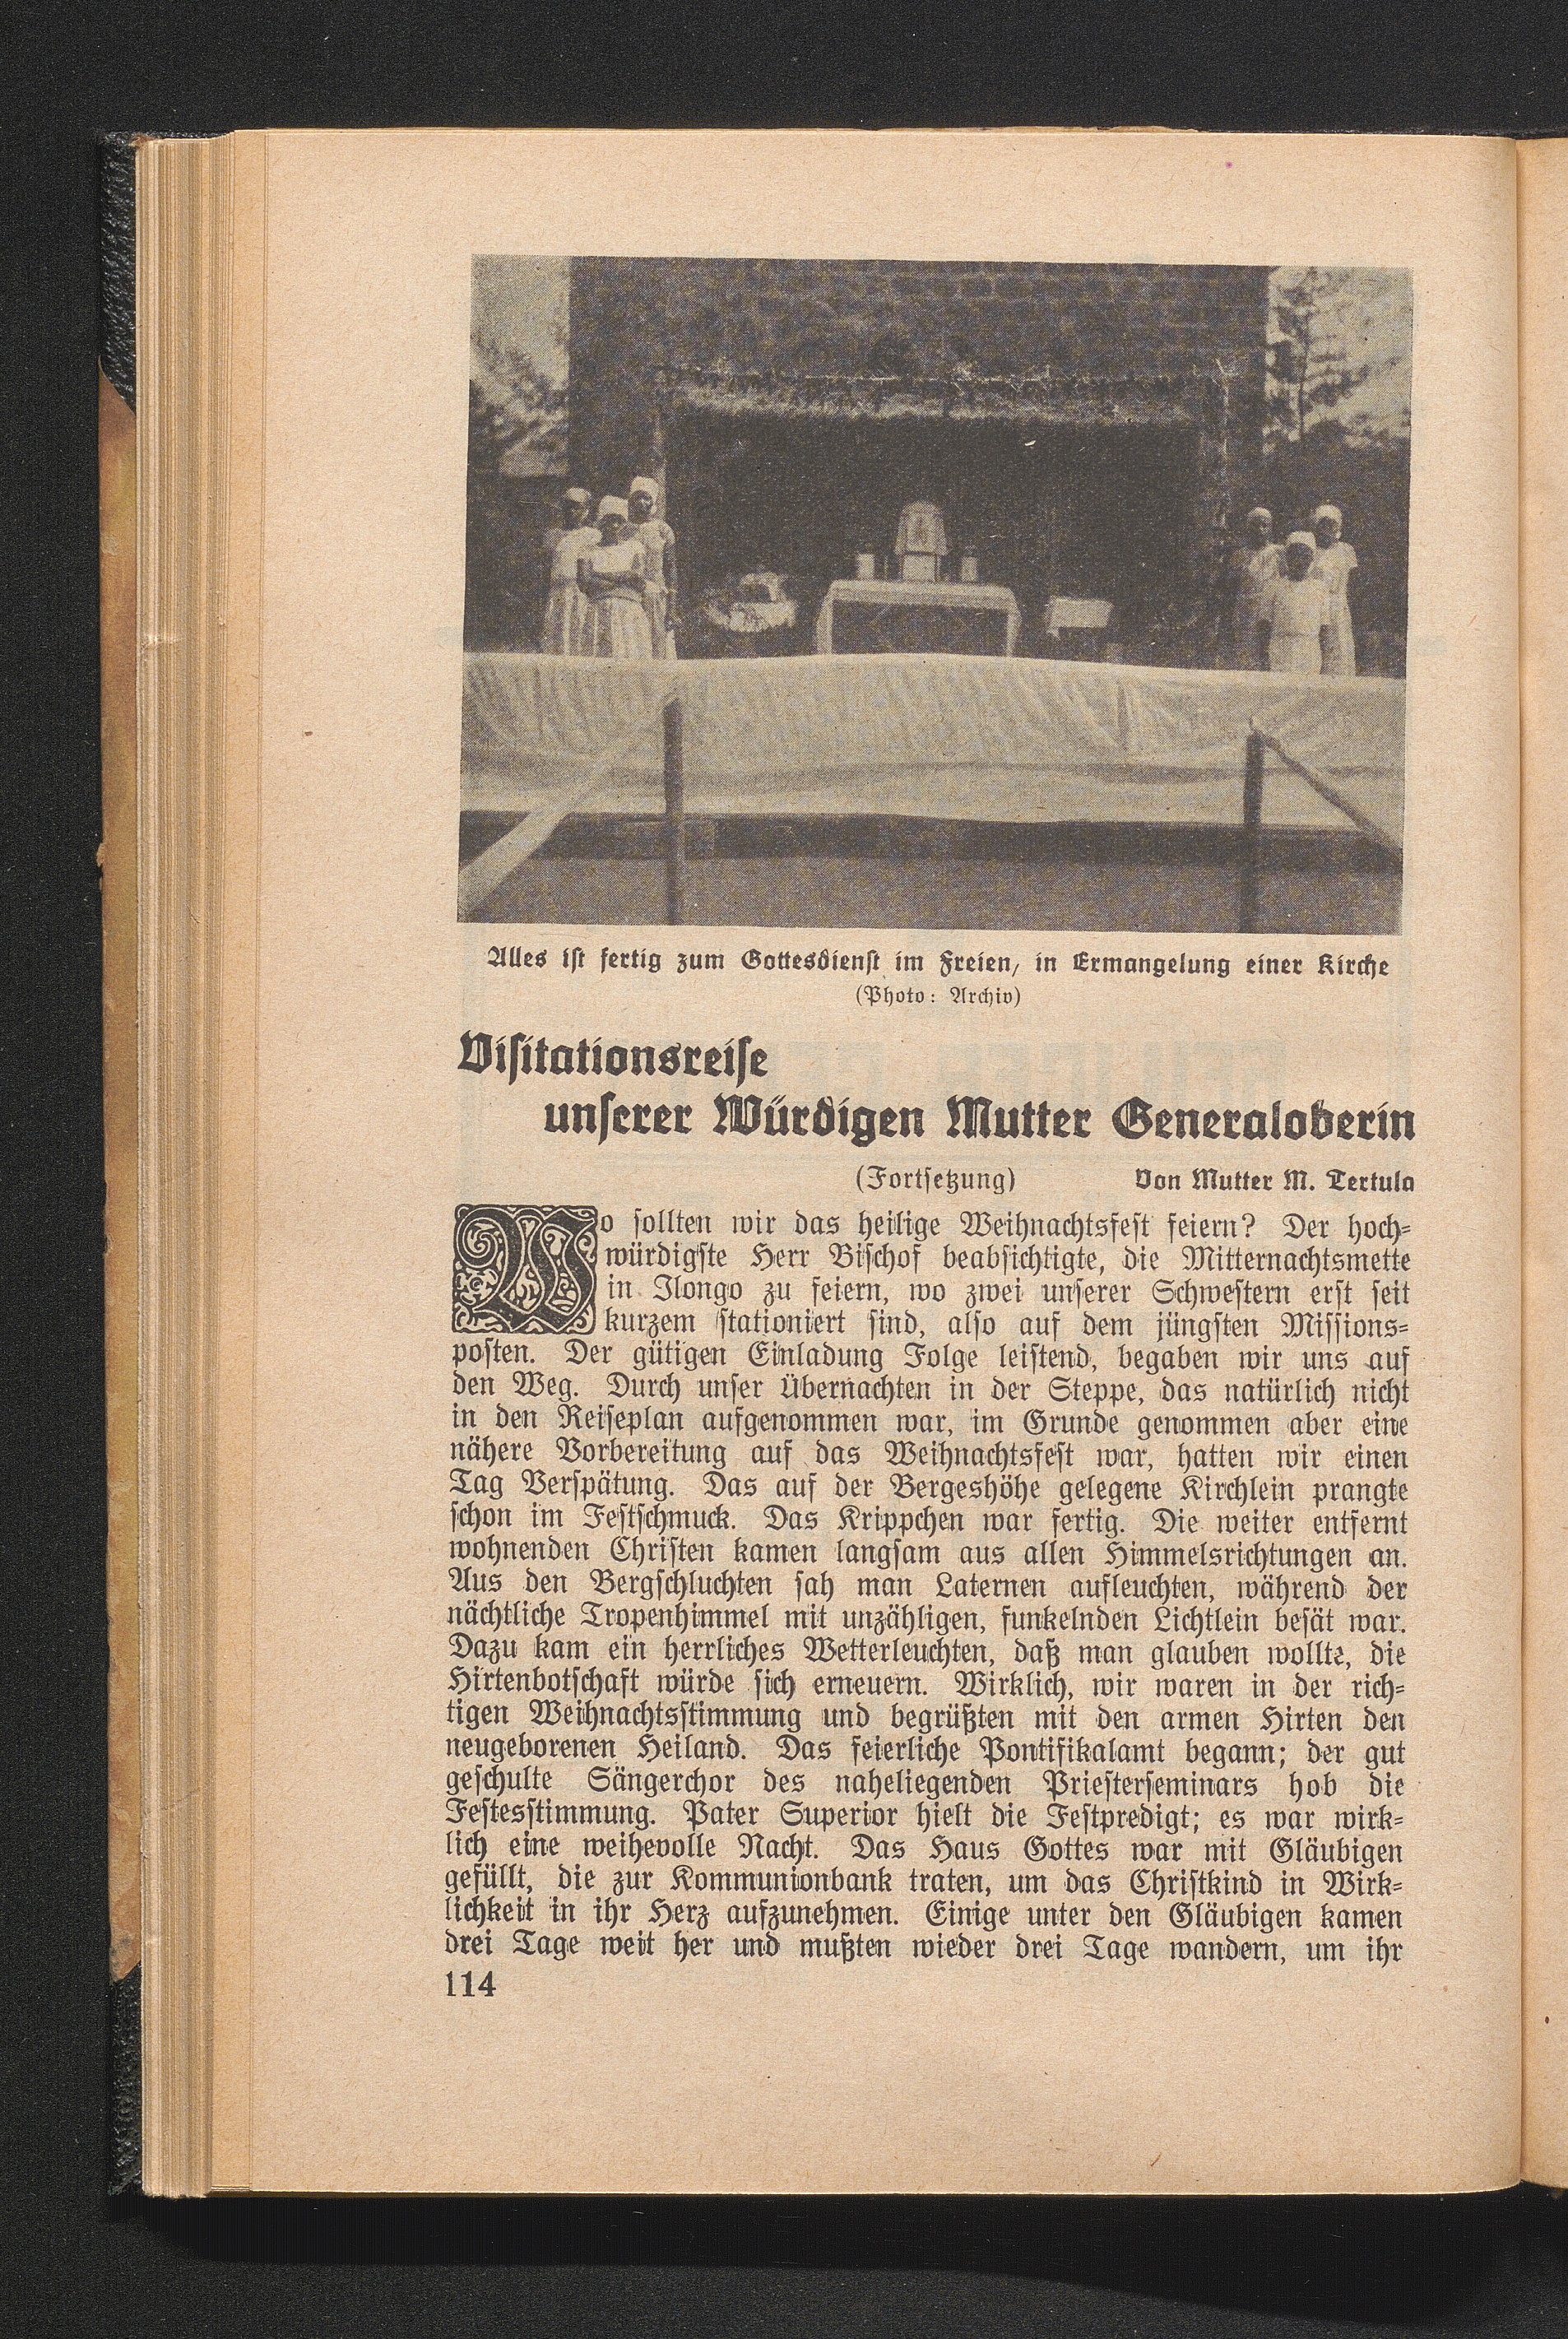 Alles ist fertig zum Gottesdienst im Freien, in Ermangelung einer Kirche
(Photo: Archiv)
Visitationsreise
unserer Würdigen Mutter Generaloberin
(Fortsetzung) Von Mutter M. Tertula
Wo sollten wir das heilige Weihnachtsfest feiern? Der hoch-
würdigste Herr Bischof beabsichtigte, die Mitternachtsmette
in Ilongo zu feiern, wo zwei unserer Schwestern erst seit
kurzem stationiert sind, also auf dem jüngsten Missions-
posten. Der gütigen Einladung Folge leistend, begaben wir uns auf
den Weg. Durch unser Übernachten in der Steppe, das natürlich nicht
in den Reiseplan aufgenommen war, im Grunde genommen aber eine
nähere Vorbereitung auf das Weihnachtsfest war, hatten wir einen
Tag Verspätung. Das auf der Bergeshöhe gelegene Kirchlein prangte
schon im Festschmuck. Das Krippchen war fertig. Die weiter entfernt
wohnenden Christen kamen langsam aus allen Himmelsrichtungen an.
Aus den Bergschluchten sah man Laternen aufleuchten, während der
nächtliche Tropenhimmel mit unzähligen, funkelnden Lichtlein besät war.
Dazu kam ein herrliches Wetterleuchten, daß man glauben wollte, die
Hirtenbotschaft würde sich erneuern. Wirklich, wir waren in der rich-
tigen Weihnachtsstimmung und begrüßten mit den armen Hirten den
neugeborenen Heiland. Das feierliche Pontifikalamt begann; der gut
geschulte Sängerchor des naheliegenden Priesterseminars hob die
Festesstimmung. Pater Superior hielt die Festpredigt; es war wirk-
lich eine weihevolle Nacht. Das Haus Gottes war mit Gläubigen
gefüllt, die zur Kommunionbank traten, um das Christkind in Wirk-
lichkeit in ihr Herz aufzunehmen. Einige unter den Gläubigen kamen
drei Tage weit her und mußten wieder drei Tage wandern, um ihr
114